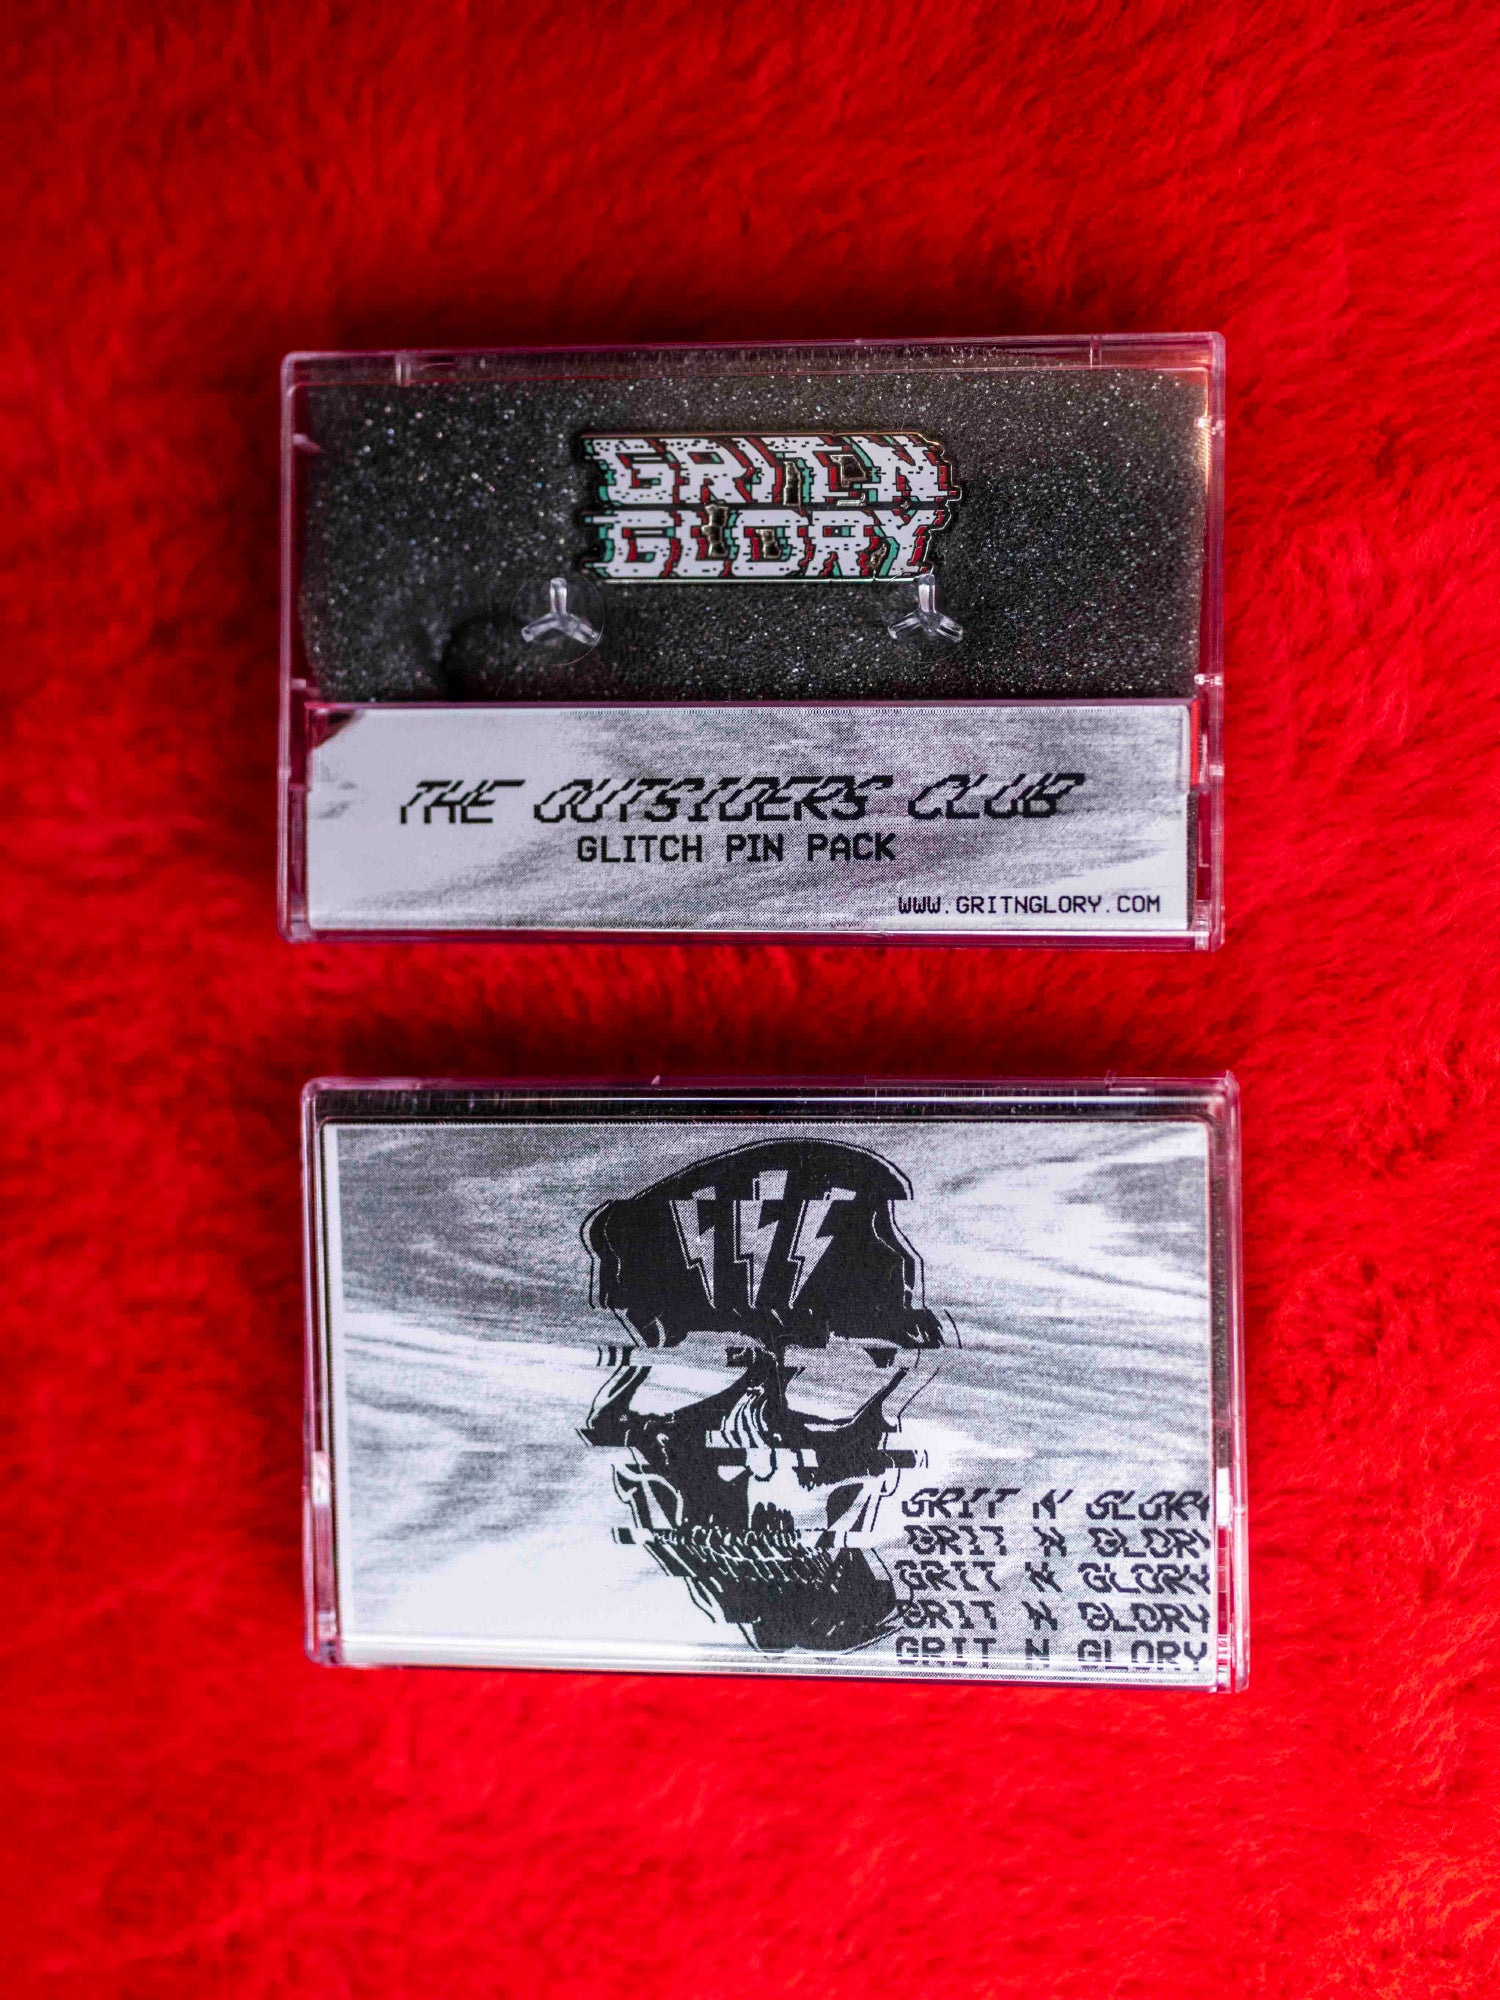 GRIT N
GLORY
THE OUTSIDERS CLUB
GLITCH PIN PACK
WWW.GRITNGLORY.COM
GRIT N' GLORY
GRIT N GLORY
GRIT N GLORY
GRIT N GLORY
GRIT N GLORY